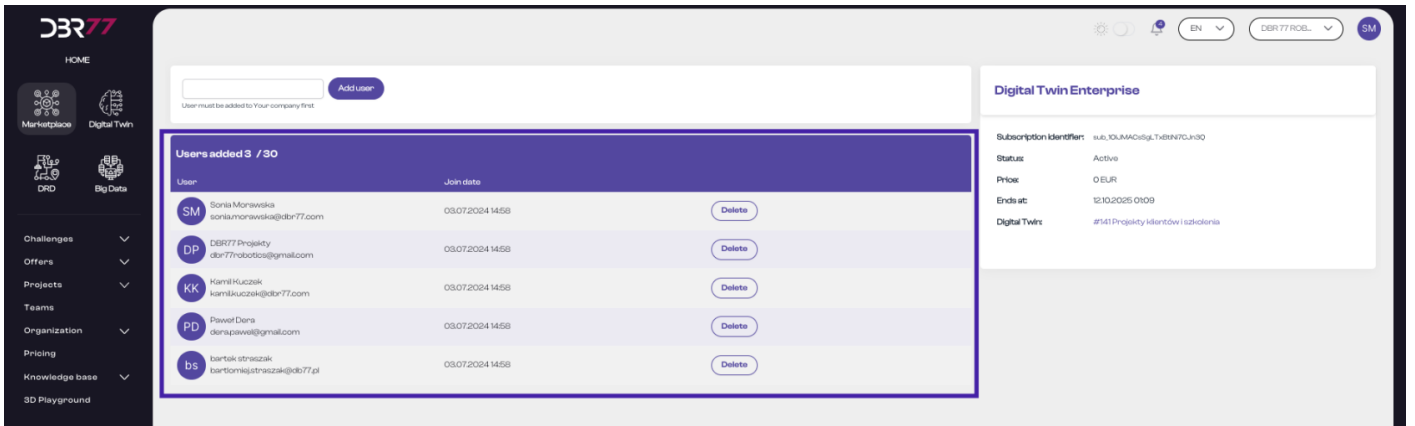 DBR77
HOME
Marketplace
Digital Twin
DRD
Big Data
Challenges
Offers
Projects
Teams
Organization
Pricing
Knowledge base
3D Playground
4
EN
DBR 77 ROB...
SM
Add user
User must be added to Your company first
Users added 3 / 30
User Join date
SM Sonia Morawska
sonia.morawska@dbr77.com
03.07.2024 14:58 Delete
DP DBR77 Projekty
dbr77robotics@gmail.com
03.07.2024 14:58 Delete
KK Kamil Kuczek
kamil.kuczek@dbr77.com
03.07.2024 14:58 Delete
PD Paweł Dera
dera.pawel@gmail.com
03.07.2024 14:58 Delete
bs bartek straszak
bartlomiej.straszak@db77.pl
03.07.2024 14:58 Delete
Digital Twin Enterprise
Subscription identifier:
Status: Active
Price: 0 EUR
Ends at: 12.10.2025 01:09
Digital Twin: #141 Projekty klientów i szkolenia